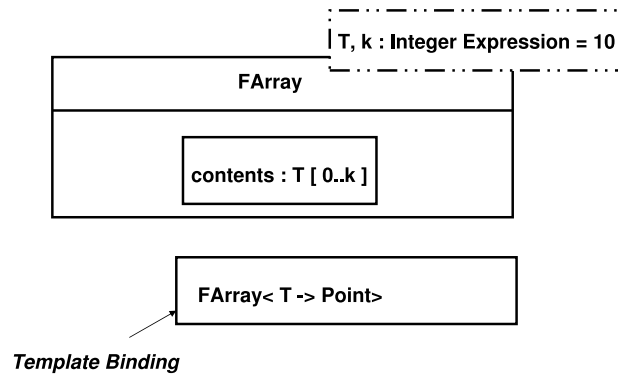 T, k : Integer Expression = 10
FArray
contents : T [ 0..k ]
FArray< T -> Point>
Template Binding